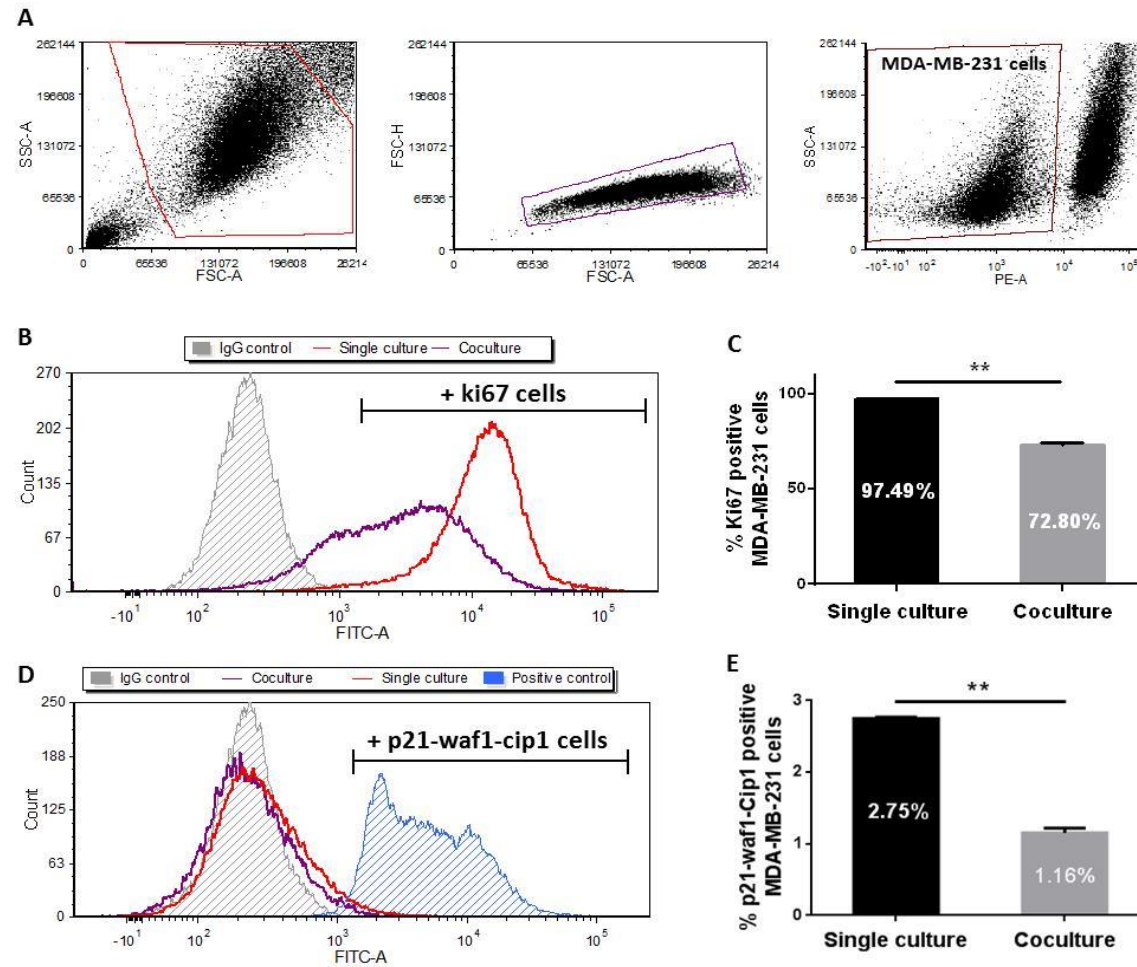 A
262144
196608
131072
65536
0
SSC-A
0 65536 131072 196608 26214
FSC-A
262144
196608
131072
65536
0
FSC-H
0 65536 131072 196608 26214
FSC-A
MDA-MB-231 cells
262144
196608
131072
65536
0
SSC-A
-10² -10¹ 10² 10³ 10⁴ 10⁵
PE-A
B
IgG control Single culture Coculture
+ ki67 cells
270
202
135
67
0
Count
-10¹ 10² 10³ 10⁴ 10⁵
FITC-A
C
**
% Ki67 positive
MDA-MB-231 cells
100
50
0
97.49%
72.80%
Single culture Coculture
D
IgG control Coculture Single culture Positive control
+ p21-waf1-cip1 cells
250
188
125
63
0
Count
-10¹ 10² 10³ 10⁴ 10⁵
FITC-A
E
**
% p21-waf1-Cip1 positive
MDA-MB-231 cells
3
2
1
0
2.75%
1.16%
Single culture Coculture